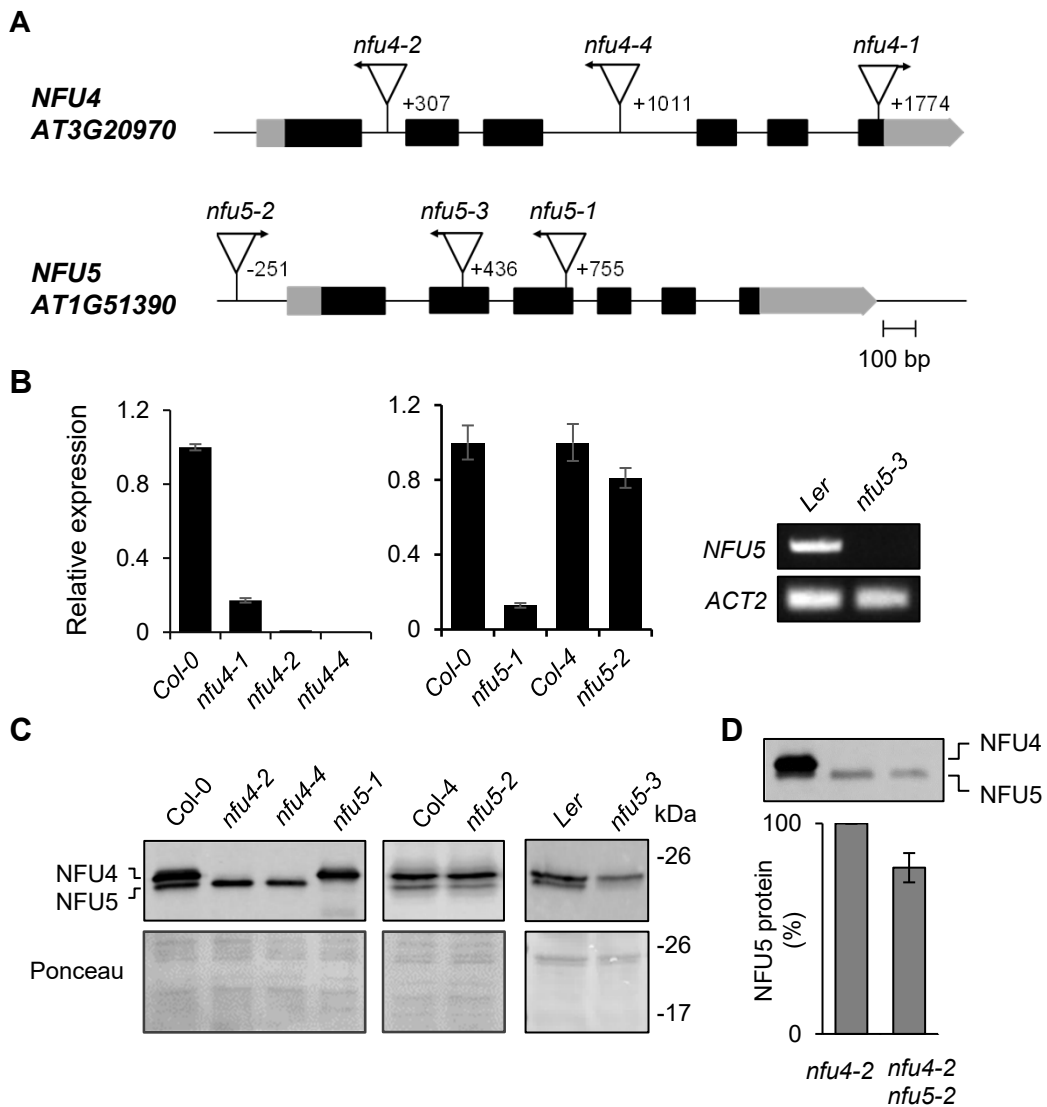 A
nfu4-2 nfu4-4 nfu4-1
NFU4
AT3G20970
+307 +1011 +1774
nfu5-2 nfu5-3 nfu5-1
NFU5
AT1G51390
-251 +436 +755
100 bp
B
Relative expression
1.2
0.8
0.4
0
Col-0 nfu4-1 nfu4-2 nfu4-4
1.2
0.8
0.4
0
Col-0 nfu5-1 Col-4 nfu5-2
Ler nfu5-3
NFU5
ACT2
C
Col-0 nfu4-2 nfu4-4 nfu5-1 Col-4 nfu5-2 Ler nfu5-3 kDa
NFU4
NFU5
-26
Ponceau
-26
-17
D
NFU4
NFU5
NFU5 protein
(%)
100
0
nfu4-2 nfu4-2
nfu5-2